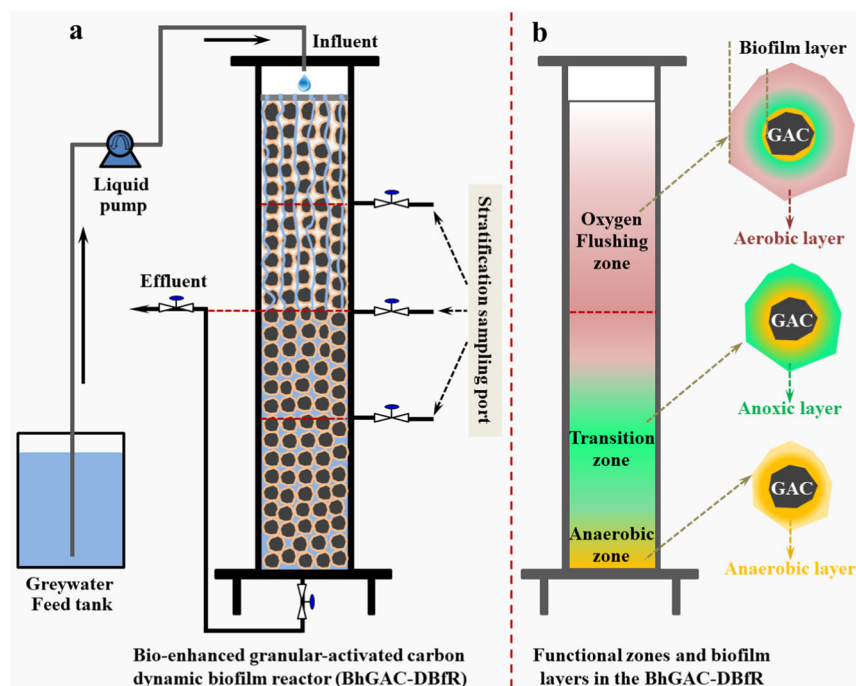 a
Influent
Liquid
pump
Effluent
Stratification sampling port
Greywater
Feed tank
Bio-enhanced granular-activated carbon
dynamic biofilm reactor (BhGAC-DBfR)
b
Biofilm layer
GAC
Oxygen
Flushing
zone
Aerobic layer
GAC
Anoxic layer
Transition
zone
GAC
Anaerobic
zone
Anaerobic layer
Functional zones and biofilm
layers in the BhGAC-DBfR